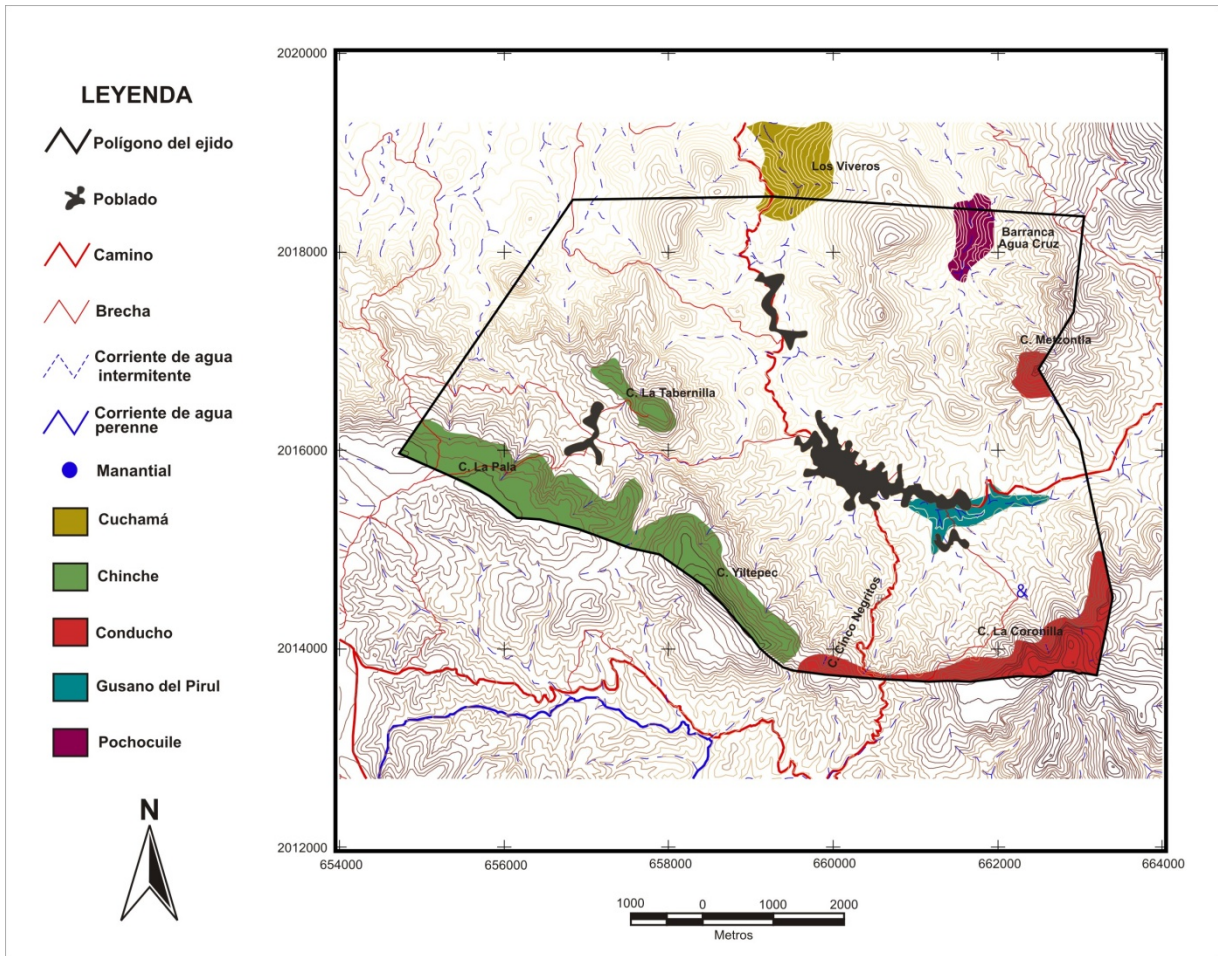 LEYENDA
Polígono del ejido
Poblado
Camino
Brecha
Corriente de agua
intermitente
Corriente de agua
perenne
Manantial
Cuchamá
Chinche
Conducho
Gusano del Pirul
Pochocuile
N
2020000
2018000
2016000
2014000
2012000
654000
656000
658000
660000
662000
664000
Los Viveros
Barranca
Agua Cruz
C. Metzontla
C. La Tabernilla
C. La Pala
C. Yiltepec
C. Cinco Negritos
&
C. La Coronilla
1000
0
1000
2000
Metros